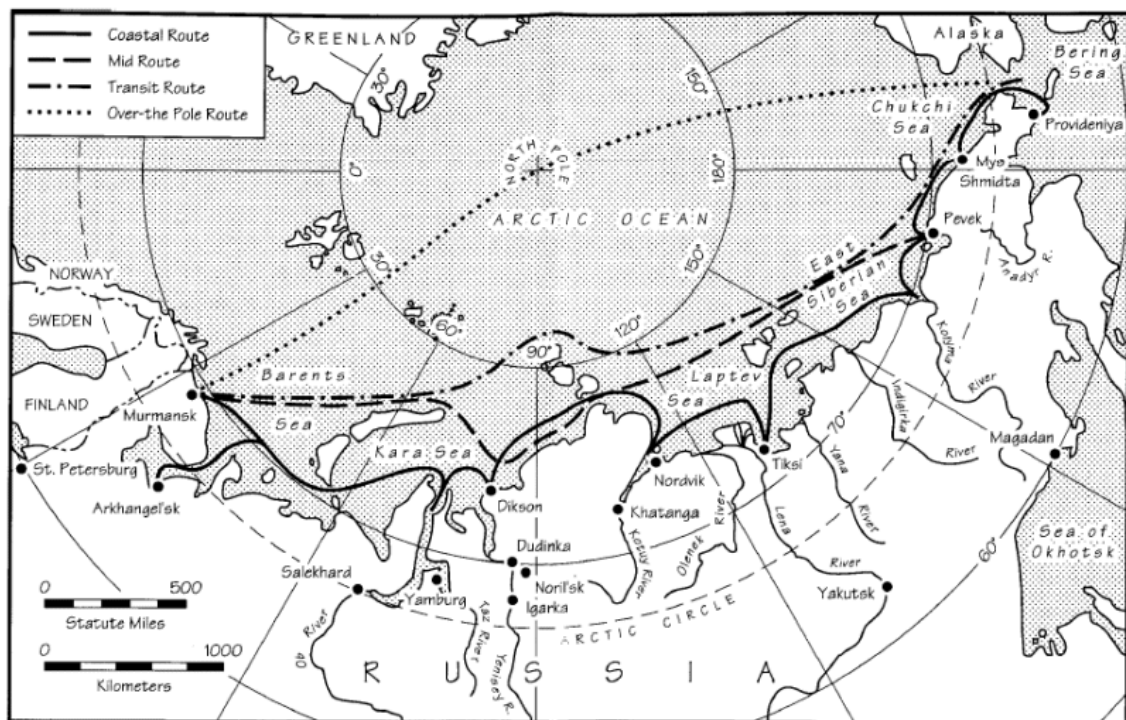 Coastal Route
Mid Route
Transit Route
Over-the Pole Route
GREENLAND
Alaska
Bering
Sea
30°
150°
Chukchi
Sea
Provideniya
NORTH POLE
0°
180°
Mys
Shmidta
ARCTIC OCEAN
Pevek
30°
150°
East
Siberian
Sea
Anadyr R.
NORWAY
SWEDEN
60°
120°
90°
Kolyma
River
Barents
Sea
Laptev
Sea
FINLAND
Murmansk
Indigirka
River
70°
Magadan
Kara Sea
St. Petersburg
Arkhangel'sk
Dikson
Nordvik
Tiksi
Yana
River
Khatanga
River
Olenek
Lena
River
Sea of
Okhotsk
60°
Dudinka
Kotuy River
Salekhard
Noril'sk
Yamburg
Igarka
Yakutsk
0 500
Statute Miles
ARCTIC CIRCLE
River
40
Taz River
Yenisey R.
0 1000
Kilometers
RUSSIA